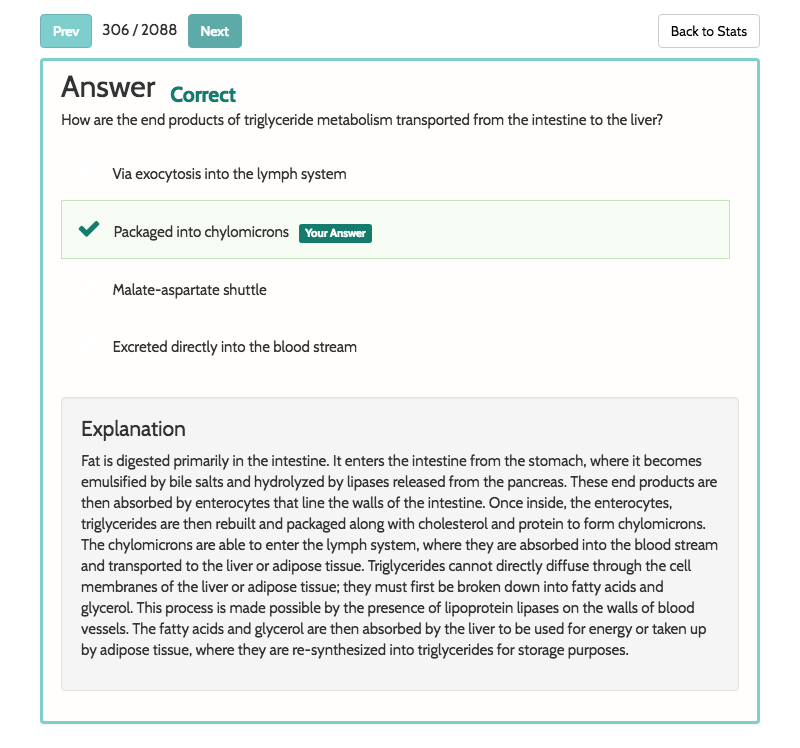 Prev 306 / 2088 Next Back to Stats
Answer Correct
How are the end products of triglyceride metabolism transported from the intestine to the liver?
Via exocytosis into the lymph system
Packaged into chylomicrons Your Answer
Malate-aspartate shuttle
Excreted directly into the blood stream
Explanation
Fat is digested primarily in the intestine. It enters the intestine from the stomach, where it becomes
emulsified by bile salts and hydrolyzed by lipases released from the pancreas. These end products are
then absorbed by enterocytes that line the walls of the intestine. Once inside, the enterocytes,
triglycerides are then rebuilt and packaged along with cholesterol and protein to form chylomicrons.
The chylomicrons are able to enter the lymph system, where they are absorbed into the blood stream
and transported to the liver or adipose tissue. Triglycerides cannot directly diffuse through the cell
membranes of the liver or adipose tissue; they must first be broken down into fatty acids and
glycerol. This process is made possible by the presence of lipoprotein lipases on the walls of blood
vessels. The fatty acids and glycerol are then absorbed by the liver to be used for energy or taken up
by adipose tissue, where they are re-synthesized into triglycerides for storage purposes.